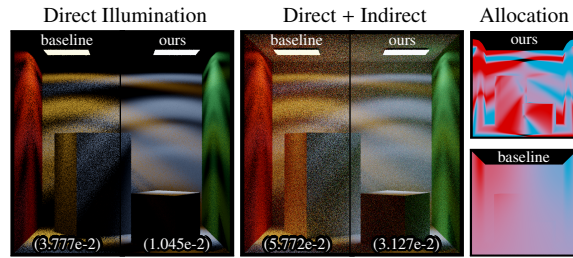 Direct Illumination
baseline
ours
(3.777e-2)
(1.045e-2)
Direct + Indirect
baseline
ours
(5.772e-2)
(3.127e-2)
Allocation
ours
baseline